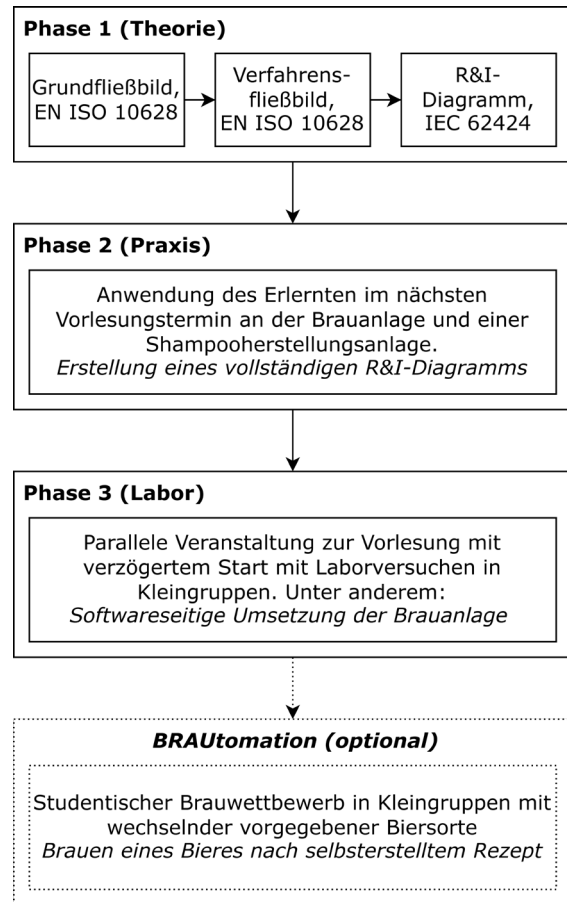 Phase 1 (Theorie)
Grundfließbild,
EN ISO 10628
Verfahrens-
fließbild,
EN ISO 10628
R&I-
Diagramm,
IEC 62424
Phase 2 (Praxis)
Anwendung des Erlernten im nächsten
Vorlesungstermin an der Brauanlage und einer
Shampooherstellungsanlage.
Erstellung eines vollständigen R&I-Diagramms
Phase 3 (Labor)
Parallele Veranstaltung zur Vorlesung mit
verzögertem Start mit Laborversuchen in
Kleingruppen. Unter anderem:
Softwareseitige Umsetzung der Brauanlage
BRAUtomation (optional)
Studentischer Brauwettbewerb in Kleingruppen mit
wechselnder vorgegebener Biersorte
Brauen eines Bieres nach selbsterstelltem Rezept